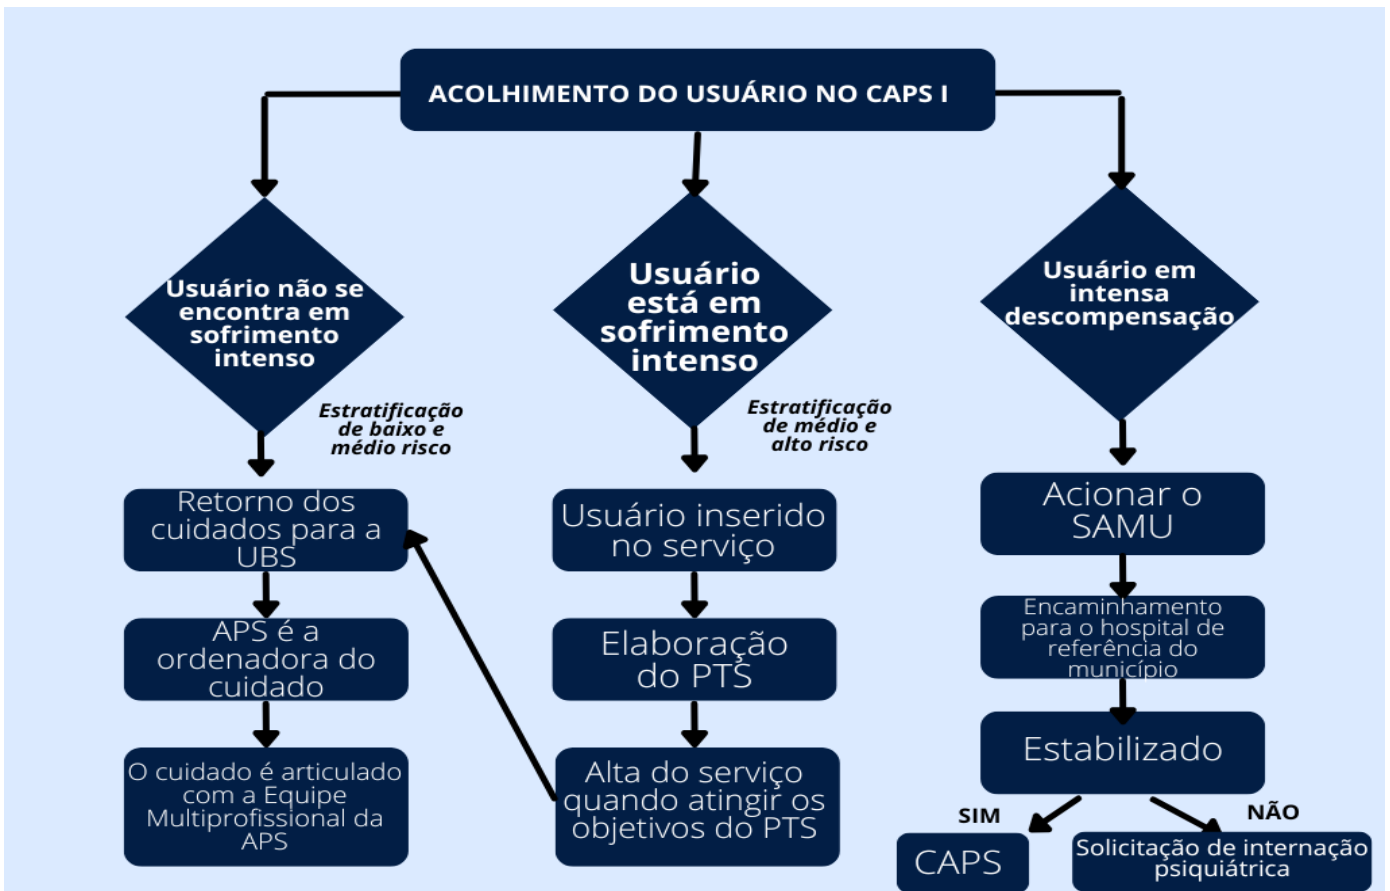 ACOLHIMENTO DO USUÁRIO NO CAPS I
Usuário não se
encontra em
sofrimento
intenso
Estratificação
de baixo e
médio risco
Retorno dos
cuidados para a
UBS
APS é a
ordenadora do
cuidado
O cuidado é articulado
com a Equipe
Multiprofissional da
APS
Usuário
está em
sofrimento
intenso
Estratificação
de médio e
alto risco
Usuário inserido
no serviço
Elaboração
do PTS
Alta do serviço
quando atingir os
objetivos do PTS
Usuário em
intensa
descompensação
Acionar o
SAMU
Encaminhamento
para o hospital de
referência do
município
Estabilizado
SIM
CAPS
NÃO
Solicitação de internação
psiquiátrica